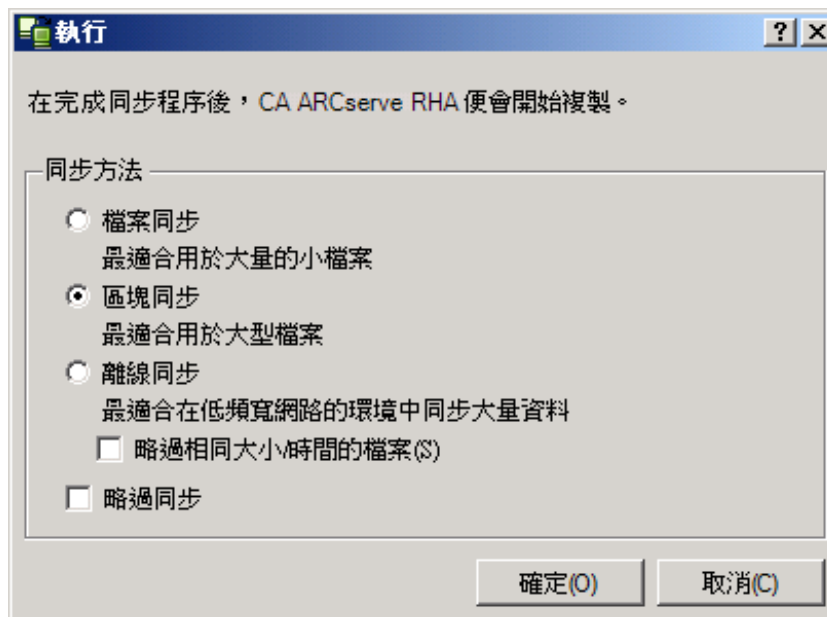 執行
在完成同步程序後，CA ARCserve RHA 便會開始複製。
同步方法
檔案同步
最適合用於大量的小檔案
區塊同步
最適合用於大型檔案
離線同步
最適合在低頻寬網路的環境中同步大量資料
略過相同大小/時間的檔案(S)
略過同步
確定(O)
取消(C)